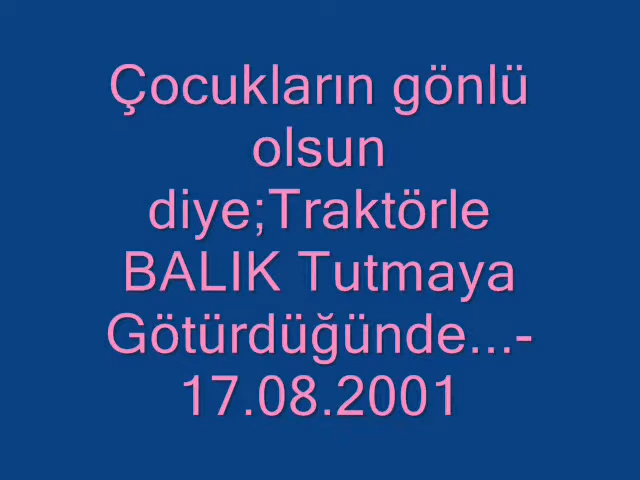 Çocukların gönlü
olsun
diye;Traktörle
BALIK Tutmaya
Götürdüğünde...-
17.08.2001